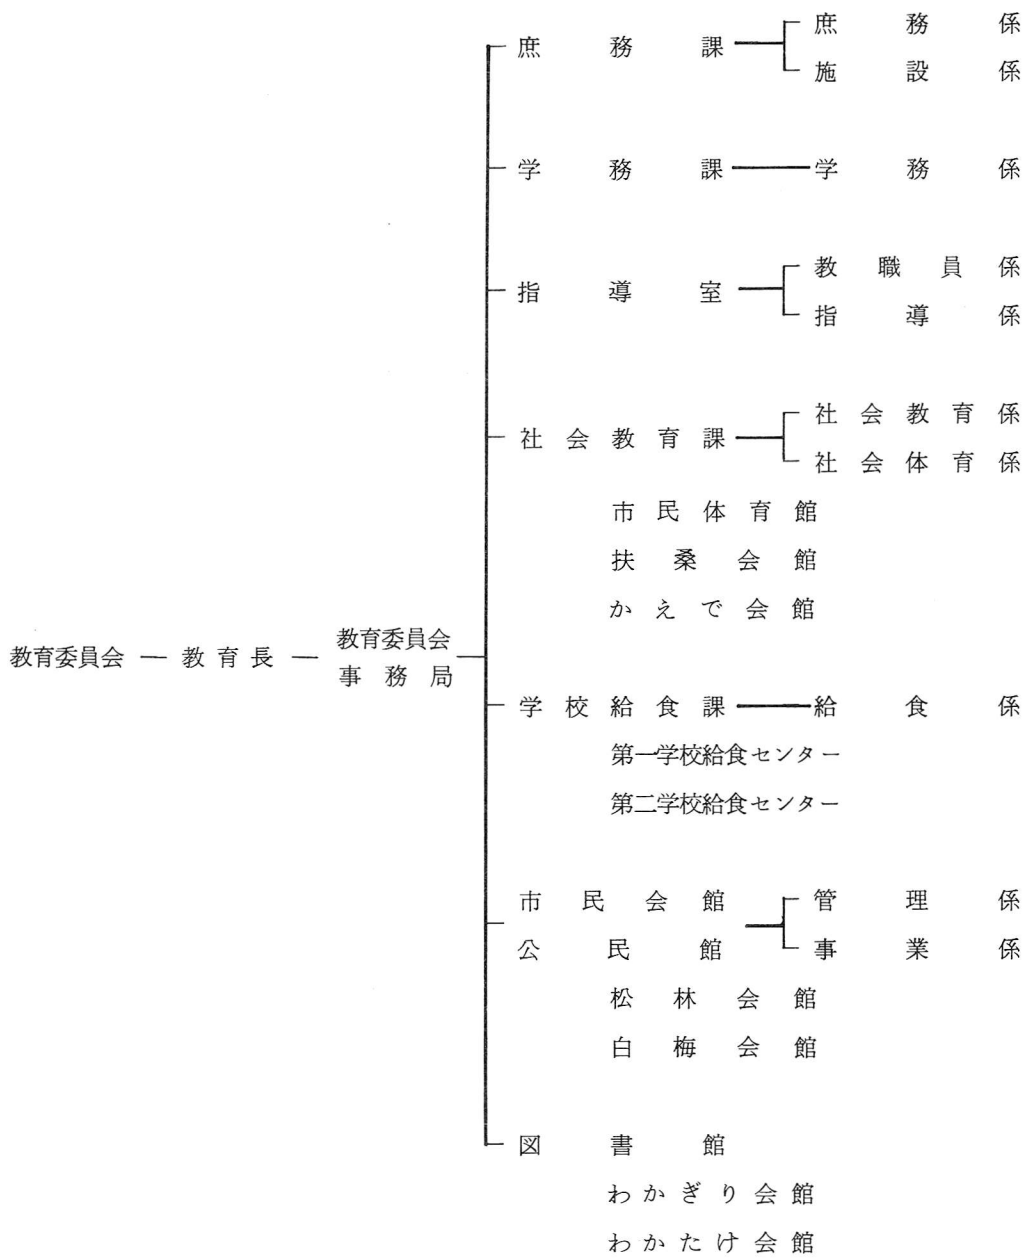 庶務課
庶務係
施設係
学務課
学務係
指導室
教職員係
指導係
社会教育課
社会教育係
社会体育係
市民体育館
扶桑会館
かえで会館
教育委員会
教育長
教育委員会
事務局
学校給食課
給食係
第一学校給食センター
第二学校給食センター
市民会館
公民館
管理係
事業係
松林会館
白梅会館
図書館
わかぎり会館
わかたけ会館